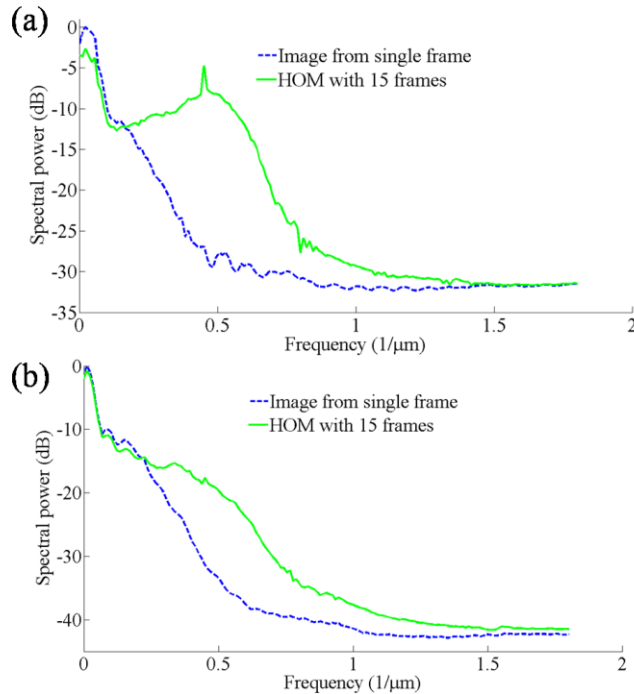 (a)
0
-5
-10
-15
-20
-25
-30
-35
Spectral power (dB)
Image from single frame
HOM with 15 frames
0 0.5 1 1.5 2
Frequency (1/μm)
(b)
0
-10
-20
-30
-40
Spectral power (dB)
Image from single frame
HOM with 15 frames
0 0.5 1 1.5 2
Frequency (1/μm)